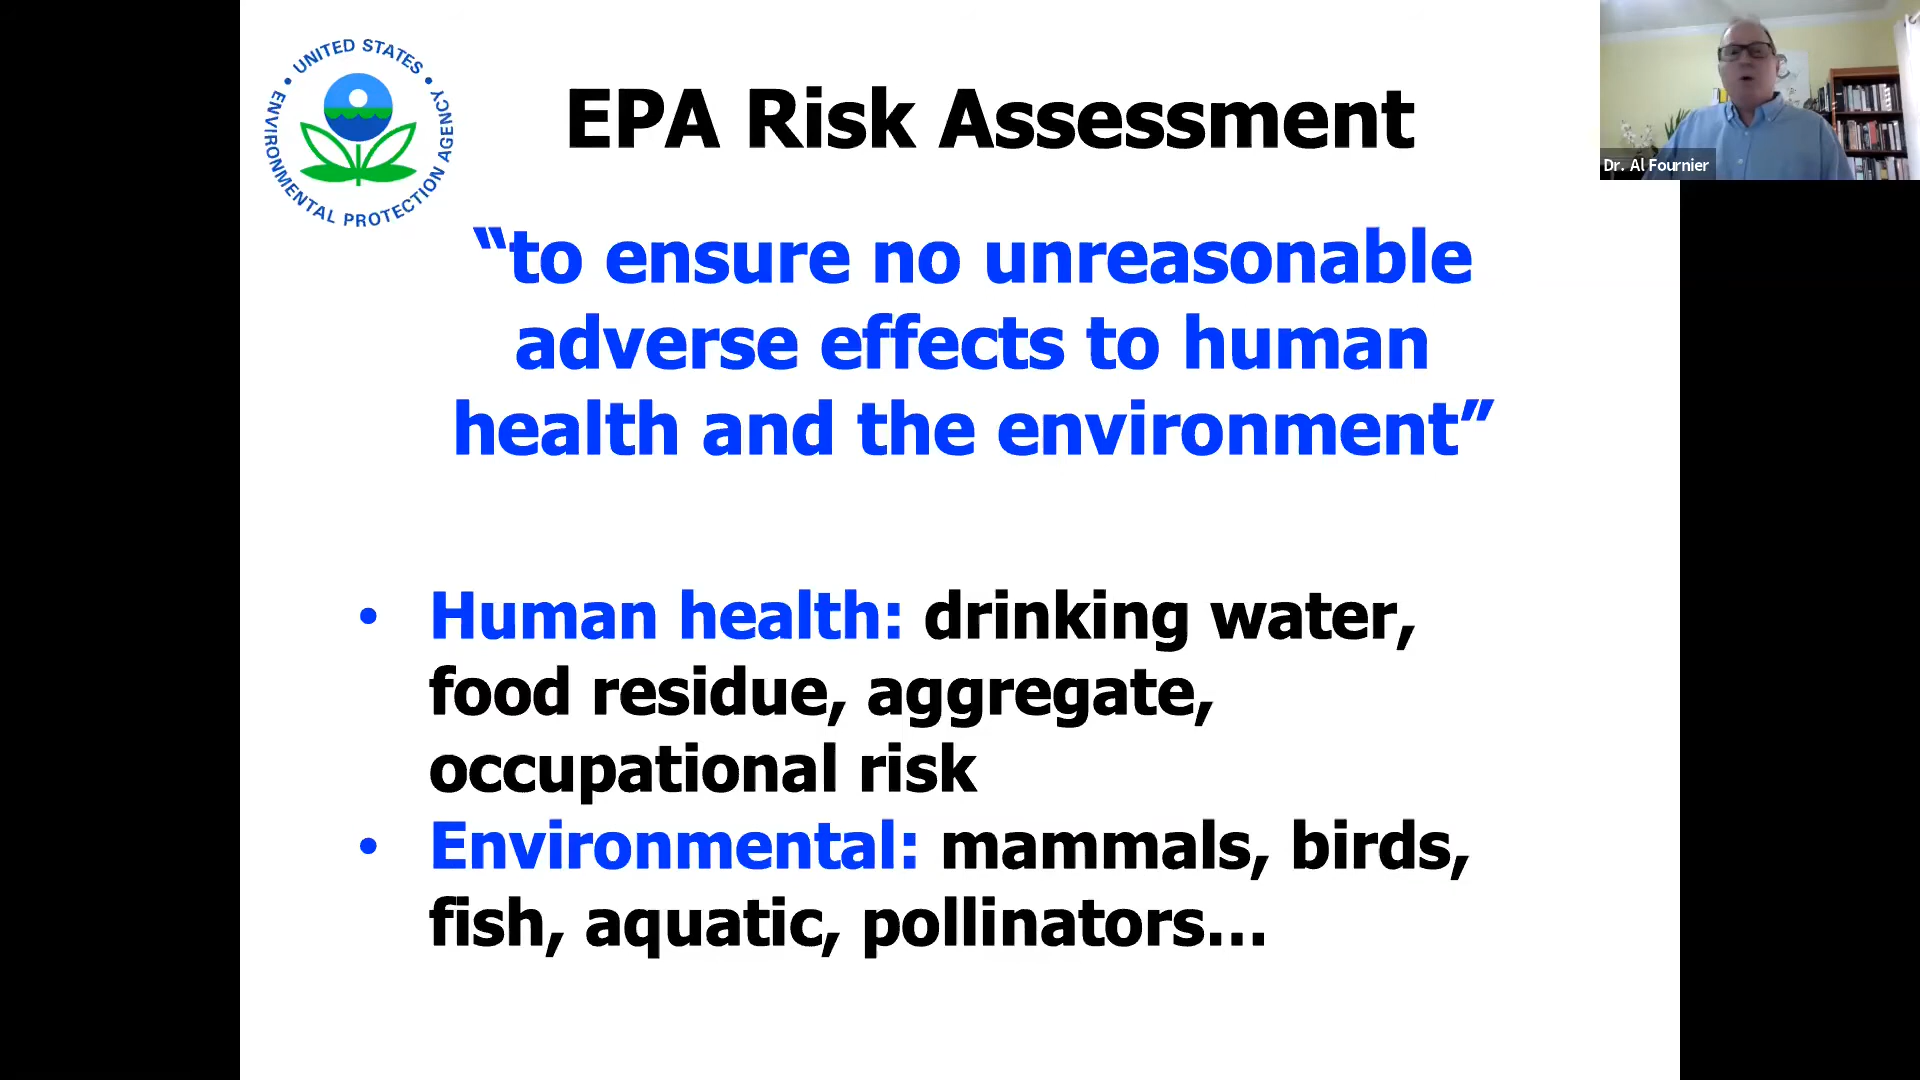 UNITED STATES
ENVIRONMENTAL PROTECTION AGENCY
EPA Risk Assessment
Dr. Al Fournier
“to ensure no unreasonable
adverse effects to human
health and the environment”
• Human health: drinking water,
food residue, aggregate,
occupational risk
• Environmental: mammals, birds,
fish, aquatic, pollinators...